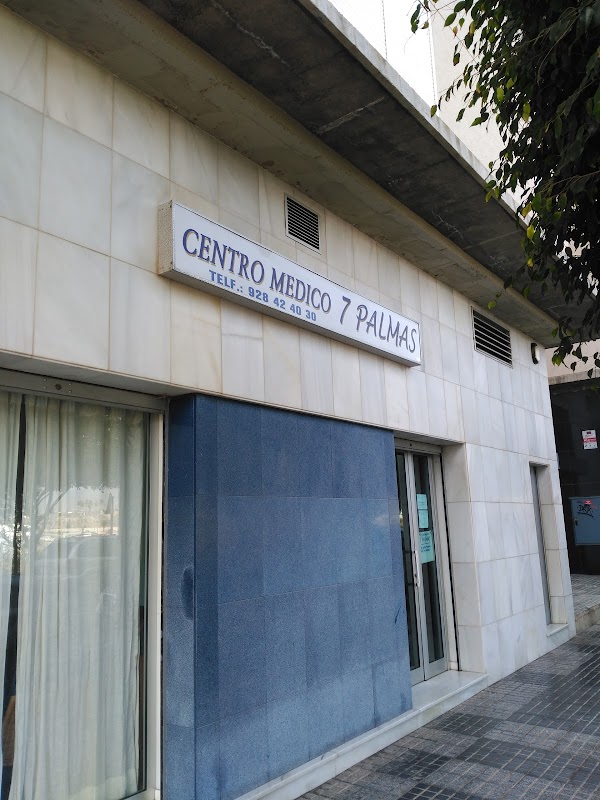 CENTRO MEDICO 7 PALMAS
TELF.: 928 42 40 30